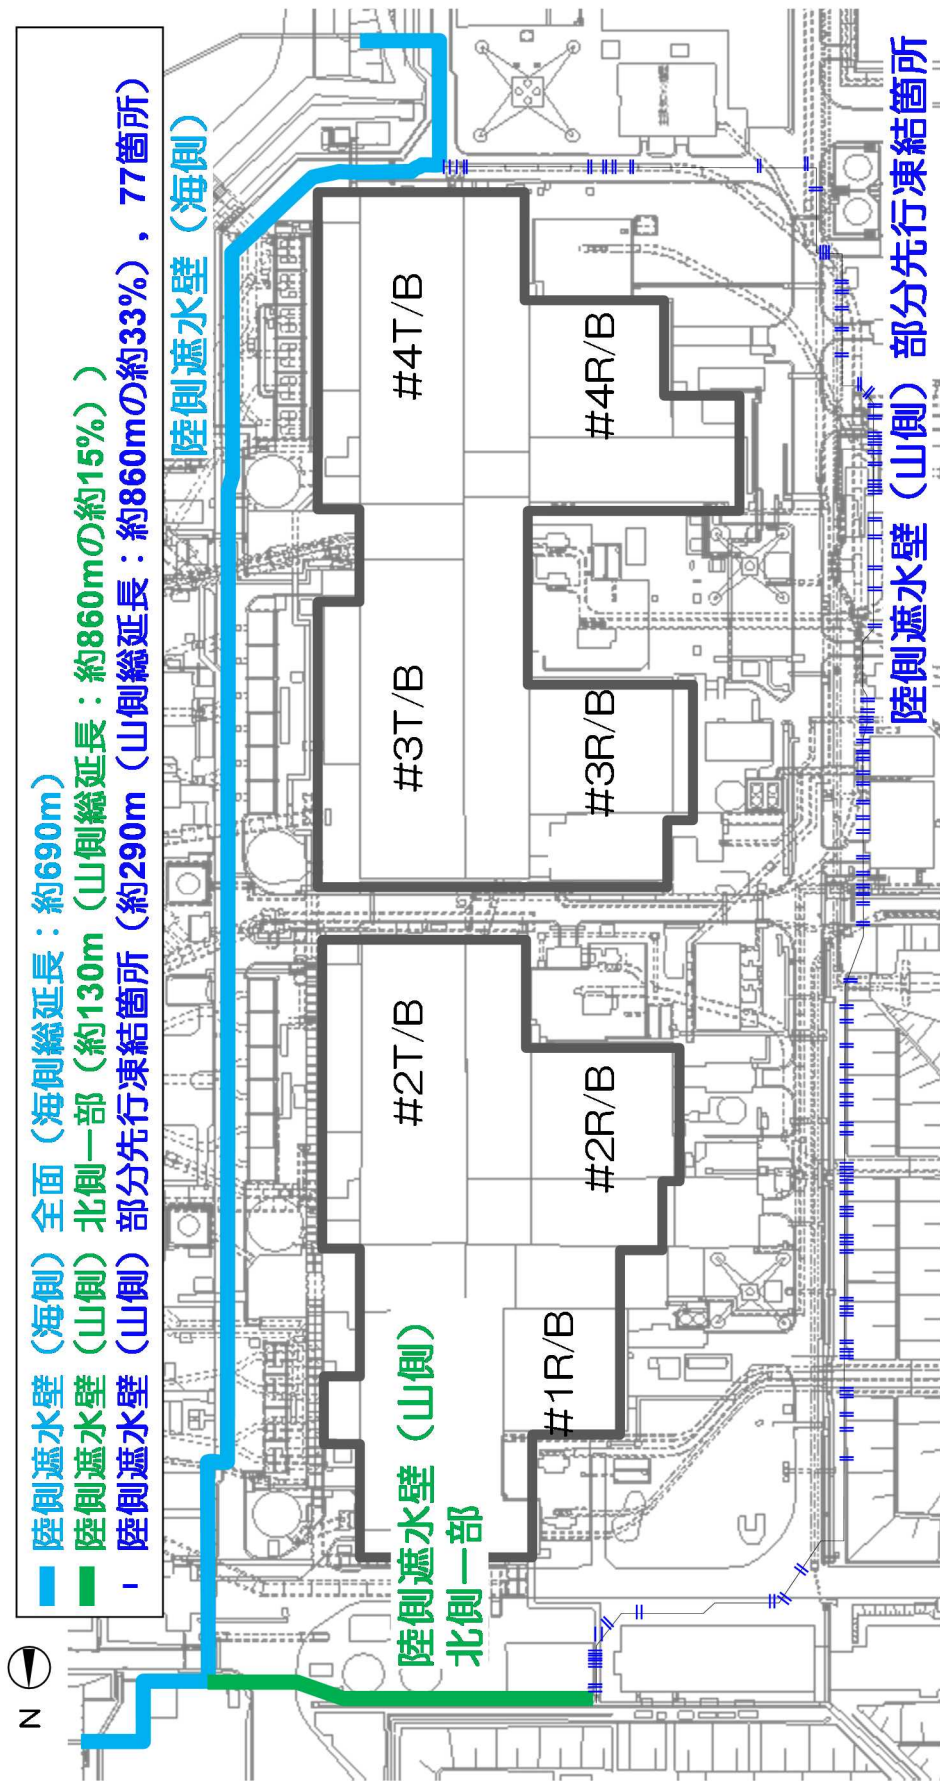 N
陸側遮水壁（海側）全面（海側総延長：約690m）
陸側遮水壁（山側）北側一部（約130m（山側総延長：約860mの約15%））
陸側遮水壁（山側）部分先行凍結箇所（約290m（山側総延長：約860mの約33%），77箇所）
陸側遮水壁（海側）
#2T/B
#3T/B
#4T/B
陸側遮水壁（山側）
北側一部
#1R/B
#2R/B
#3R/B
#4R/B
陸側遮水壁（山側）部分先行凍結箇所